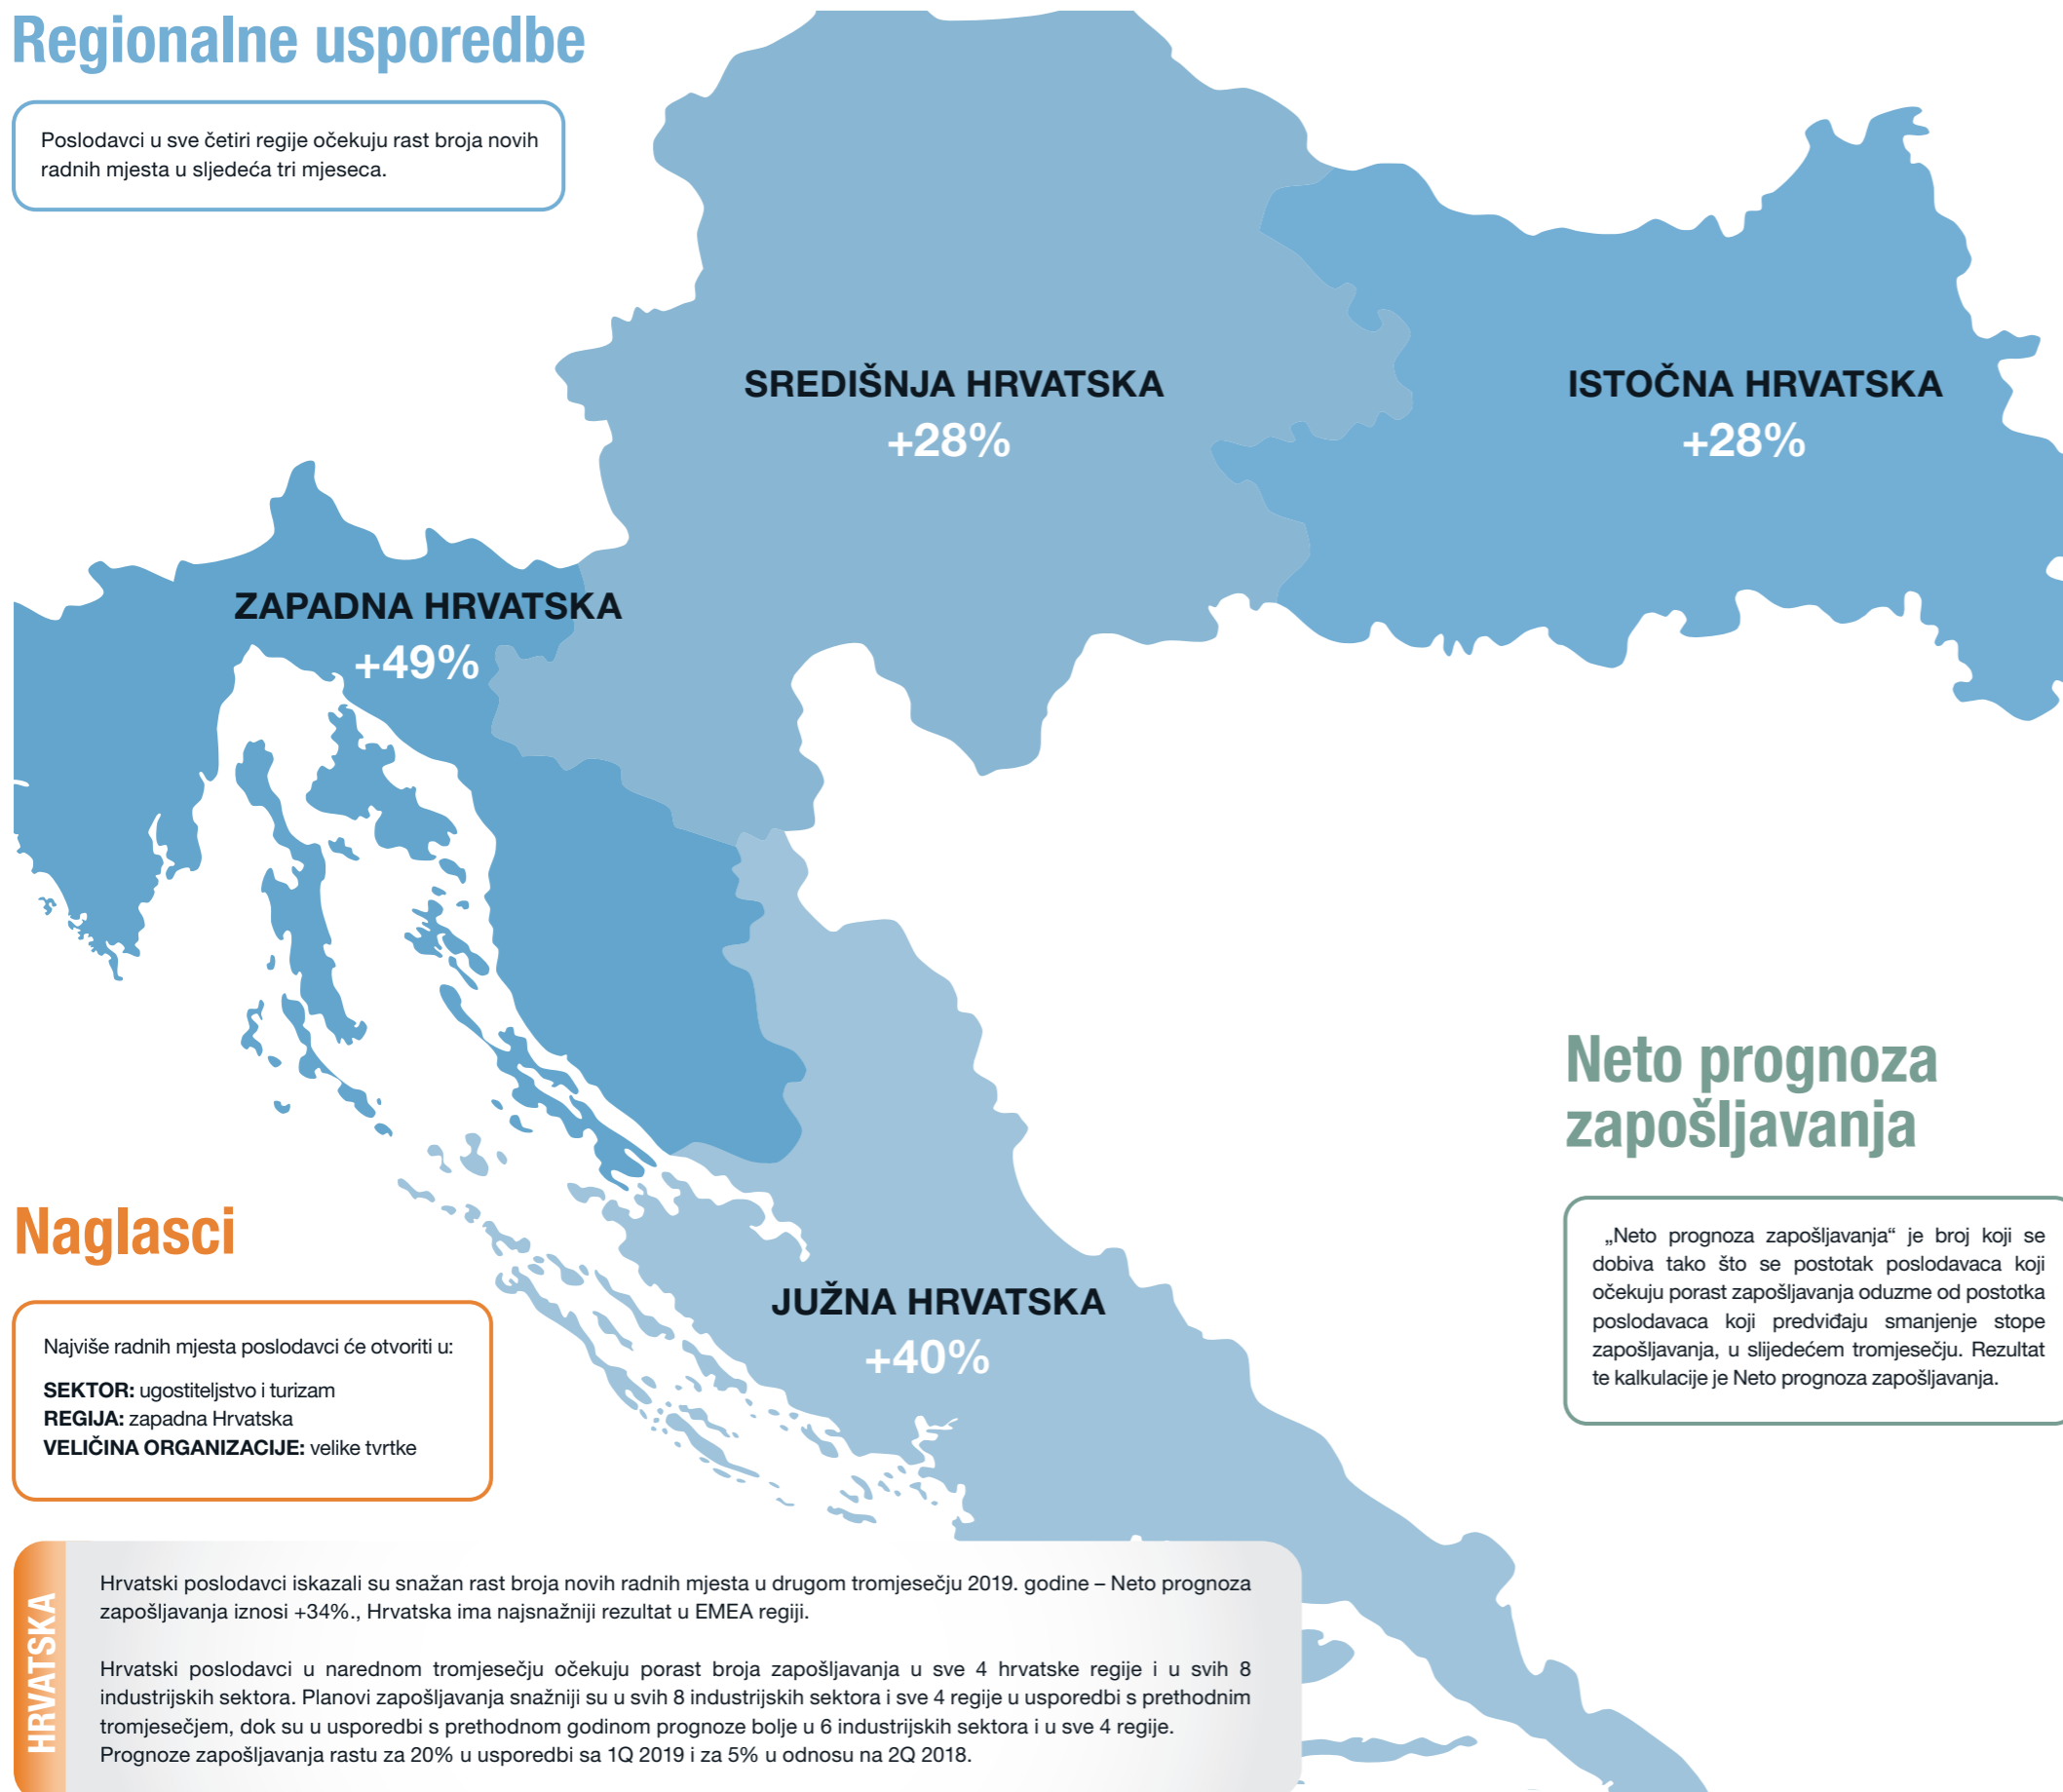 Regionalne usporedbe
Poslodavci u sve četiri regije očekuju rast broja novih
radnih mjesta u sljedeća tri mjeseca.
SREDIŠNJA HRVATSKA
+28%
ISTOČNA HRVATSKA
+28%
ZAPADNA HRVATSKA
+49%
Neto prognoza
zapošljavanja
„Neto prognoza zapošljavanja“ je broj koji se
dobiva tako što se postotak poslodavaca koji
očekuju porast zapošljavanja oduzme od postotka
poslodavaca koji predviđaju smanjenje stope
zapošljavanja, u slijedećem tromjesečju. Rezultat
te kalkulacije je Neto prognoza zapošljavanja.
Naglasci
Najviše radnih mjesta poslodavci će otvoriti u:
SEKTOR: ugostiteljstvo i turizam
REGIJA: zapadna Hrvatska
VELIČINA ORGANIZACIJE: velike tvrtke
JUŽNA HRVATSKA
+40%
HRVATSKA
Hrvatski poslodavci iskazali su snažan rast broja novih radnih mjesta u drugom tromjesečju 2019. godine – Neto prognoza
zapošljavanja iznosi +34%., Hrvatska ima najsnažniji rezultat u EMEA regiji.
Hrvatski poslodavci u narednom tromjesečju očekuju porast broja zapošljavanja u sve 4 hrvatske regije i u svih 8
industrijskih sektora. Planovi zapošljavanja snažniji su u svih 8 industrijskih sektora i sve 4 regije u usporedbi s prethodnim
tromjesečjem, dok su u usporedbi s prethodnom godinom prognoze bolje u 6 industrijskih sektora i u sve 4 regije.
Prognoze zapošljavanja rastu za 20% u usporedbi sa 1Q 2019 i za 5% u odnosu na 2Q 2018.